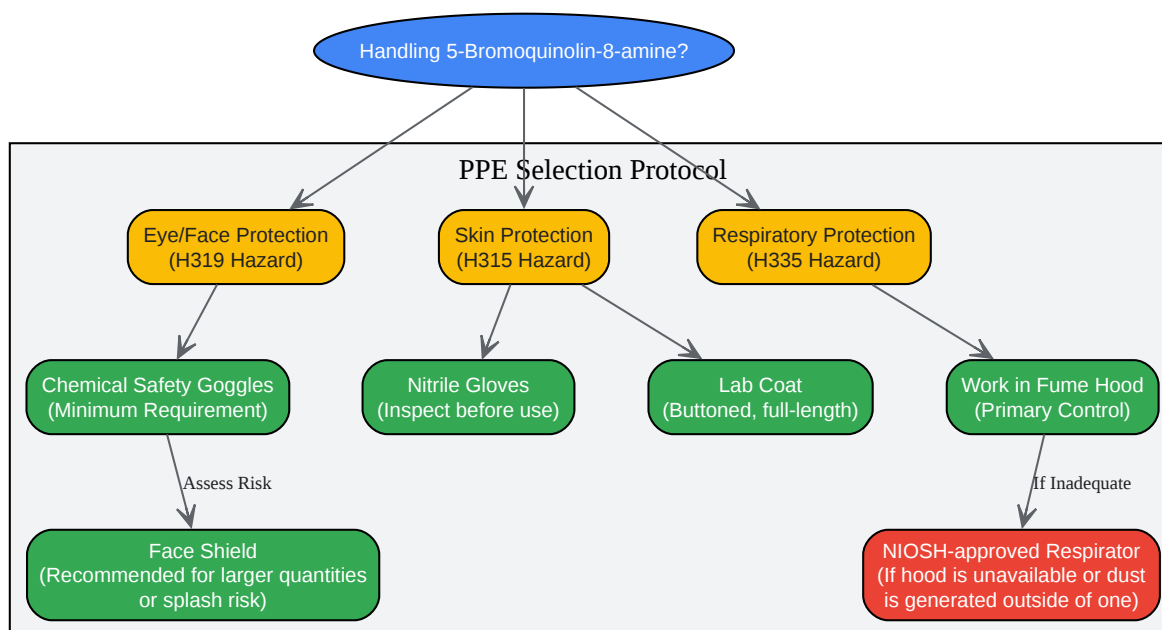 Handling 5-Bromoquinolin-8-amine?
PPE Selection Protocol
Eye/Face Protection
(H319 Hazard)
Skin Protection
(H315 Hazard)
Respiratory Protection
(H335 Hazard)
Chemical Safety Goggles
(Minimum Requirement)
Nitrile Gloves
(Inspect before use)
Lab Coat
(Buttoned, full-length)
Work in Fume Hood
(Primary Control)
Assess Risk
If Inadequate
Face Shield
(Recommended for larger quantities
or splash risk)
NIOSH-approved Respirator
(If hood is unavailable or dust
is generated outside of one)